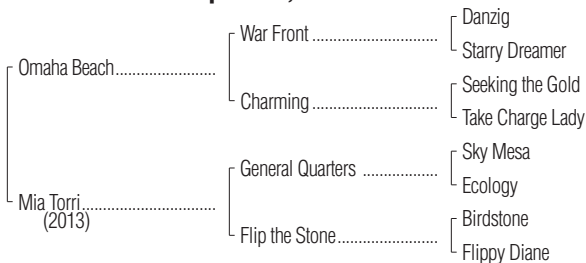 Danzig
War Front
Starry Dreamer
Omaha Beach
Seeking the Gold
Charming
Take Charge Lady
Sky Mesa
General Quarters
Ecology
Mia Torri
(2013)
Birdstone
Flip the Stone
Flippy Diane